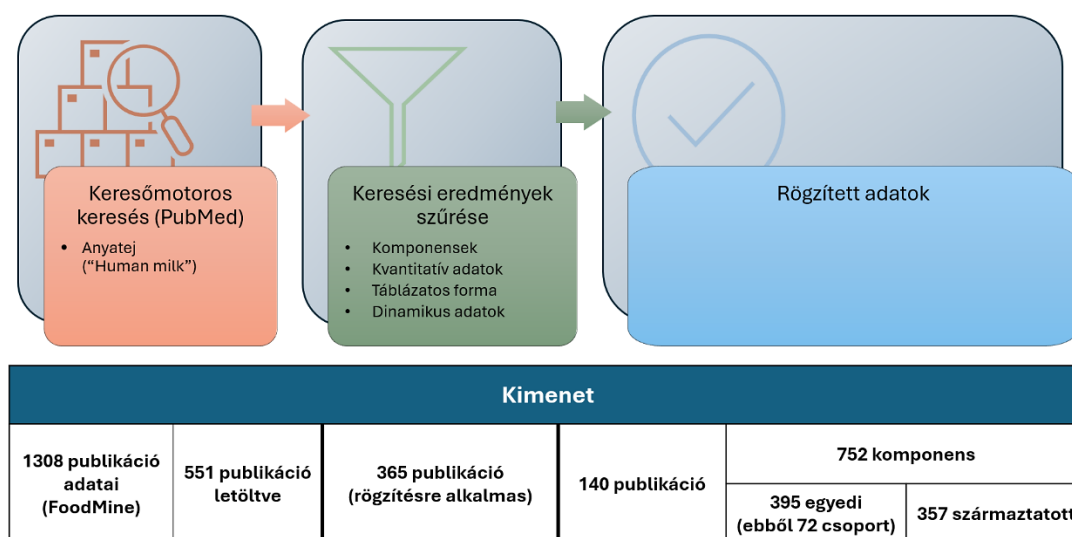 Keresőmotoros
keresés (PubMed)
• Anyatej
(“Human milk”)
Keresési eredmények
szűrése
• Komponensek
• Kvantitatív adatok
• Táblázatos forma
• Dinamikus adatok
Rögzített adatok
Kimenet
1308 publikáció
adatai
(FoodMine)
551 publikáció
letöltve
365 publikáció
(rögzítésre alkalmas)
140 publikáció
752 komponens
395 egyedi
(ebből 72 csoport)
357 származtatott